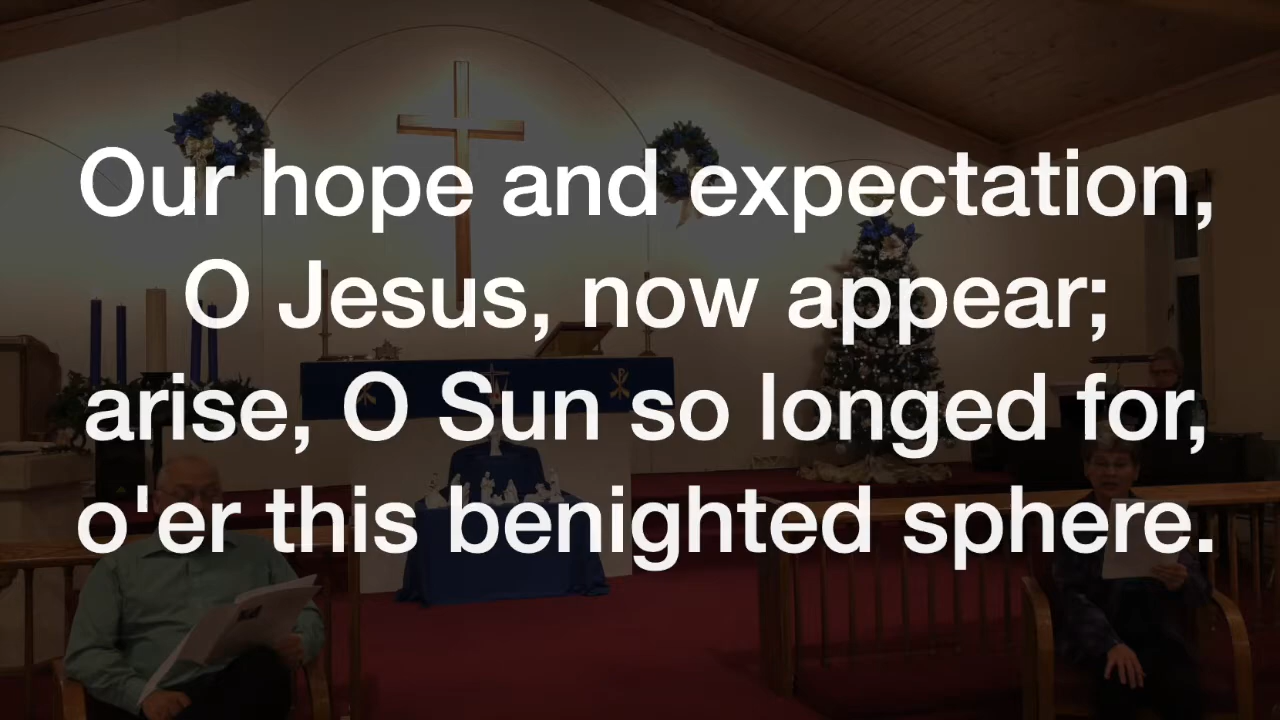 Our hope and expectation,
O Jesus, now appear;
arise, O Sun so longed for,
o'er this benighted sphere.